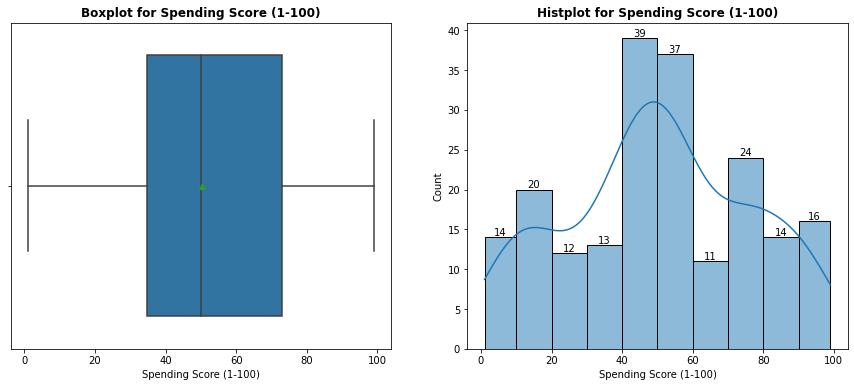 Boxplot for Spending Score (1-100)
0 20 40 60 80 100
Spending Score (1-100)
Histplot for Spending Score (1-100)
40
35
30
25
20
15
10
5
0
Count
14 20 12 13 39 37 11 24 14 16
0 20 40 60 80 100
Spending Score (1-100)